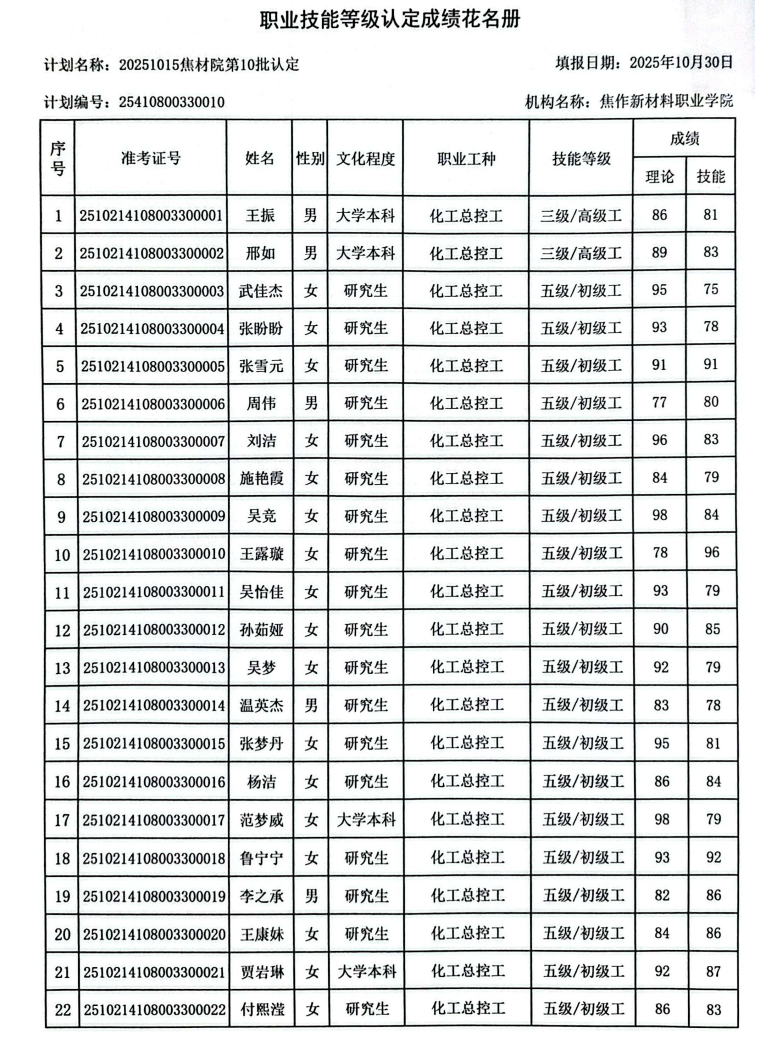 职业技能等级认定成绩花名册
计划名称：20251015焦材院第10批认定 填报日期：2025年10月30日
计划编号：25410800330010 机构名称：焦作新材料职业学院
序号 准考证号 姓名 性别 文化程度 职业工种 技能等级 成绩
理论 技能
1 2510214108003300001 王振 男 大学本科 化工总控工 三级/高级工 86 81
2 2510214108003300002 邢如 男 大学本科 化工总控工 三级/高级工 89 83
3 2510214108003300003 武佳杰 女 研究生 化工总控工 五级/初级工 95 75
4 2510214108003300004 张盼盼 女 研究生 化工总控工 五级/初级工 93 78
5 2510214108003300005 张雪元 女 研究生 化工总控工 五级/初级工 91 91
6 2510214108003300006 周伟 男 研究生 化工总控工 五级/初级工 77 80
7 2510214108003300007 刘洁 女 研究生 化工总控工 五级/初级工 96 83
8 2510214108003300008 施艳霞 女 研究生 化工总控工 五级/初级工 84 79
9 2510214108003300009 吴竞 女 研究生 化工总控工 五级/初级工 98 84
10 2510214108003300010 王露璇 女 研究生 化工总控工 五级/初级工 78 96
11 2510214108003300011 吴怡佳 女 研究生 化工总控工 五级/初级工 93 79
12 2510214108003300012 孙茹娅 女 研究生 化工总控工 五级/初级工 90 85
13 2510214108003300013 吴梦 女 研究生 化工总控工 五级/初级工 92 79
14 2510214108003300014 温英杰 男 研究生 化工总控工 五级/初级工 83 78
15 2510214108003300015 张梦丹 女 研究生 化工总控工 五级/初级工 95 81
16 2510214108003300016 杨洁 女 研究生 化工总控工 五级/初级工 86 84
17 2510214108003300017 范梦威 女 大学本科 化工总控工 五级/初级工 98 79
18 2510214108003300018 鲁宁宁 女 研究生 化工总控工 五级/初级工 93 92
19 2510214108003300019 李之承 男 研究生 化工总控工 五级/初级工 82 86
20 2510214108003300020 王康妹 女 研究生 化工总控工 五级/初级工 84 86
21 2510214108003300021 贾岩琳 女 大学本科 化工总控工 五级/初级工 92 87
22 2510214108003300022 付熙滢 女 研究生 化工总控工 五级/初级工 86 83